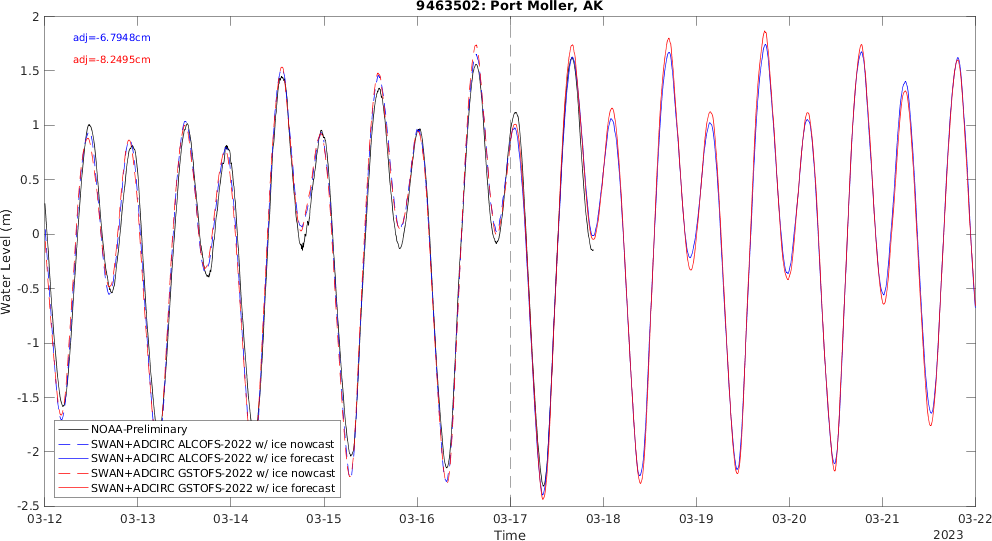 9463502: Port Moller, AK
adj=-6.7948cm
adj=-8.2495cm
Water Level (m)
2
1.5
1
0.5
0
-0.5
-1
-1.5
-2
-2.5
NOAA-Preliminary
SWAN+ADCIRC ALCOFS-2022 w/ ice nowcast
SWAN+ADCIRC ALCOFS-2022 w/ ice forecast
SWAN+ADCIRC GSTOFS-2022 w/ ice nowcast
SWAN+ADCIRC GSTOFS-2022 w/ ice forecast
03-12 03-13 03-14 03-15 03-16 03-17 03-18 03-19 03-20 03-21 03-22
Time
2023